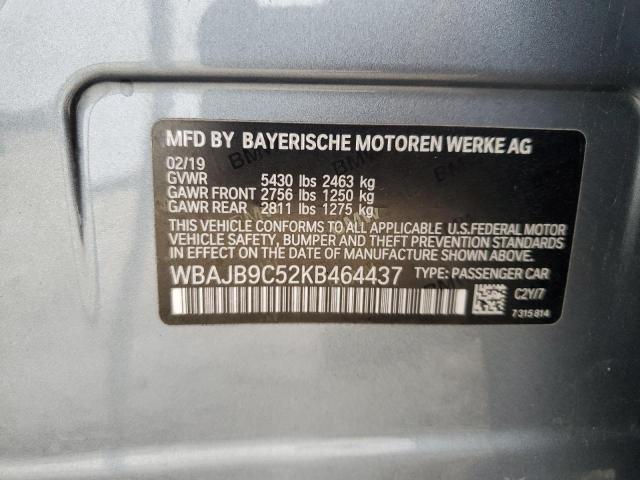 MFD BY BAYERISCHE MOTOREN WERKE AG
02/19
GVWR 5430 lbs 2463 kg
GAWR FRONT 2756 lbs 1250 kg
GAWR REAR 2811 lbs 1275 kg
THIS VEHICLE CONFORMS TO ALL APPLICABLE U.S.FEDERAL MOTOR
VEHICLE SAFETY, BUMPER, AND THEFT PREVENTION STANDARDS
IN EFFECT ON THE DATE OF MANUFACTURE SHOWN ABOVE.
WBAJB9C52KB464437 TYPE: PASSENGER CAR
C2Y/7
7315814